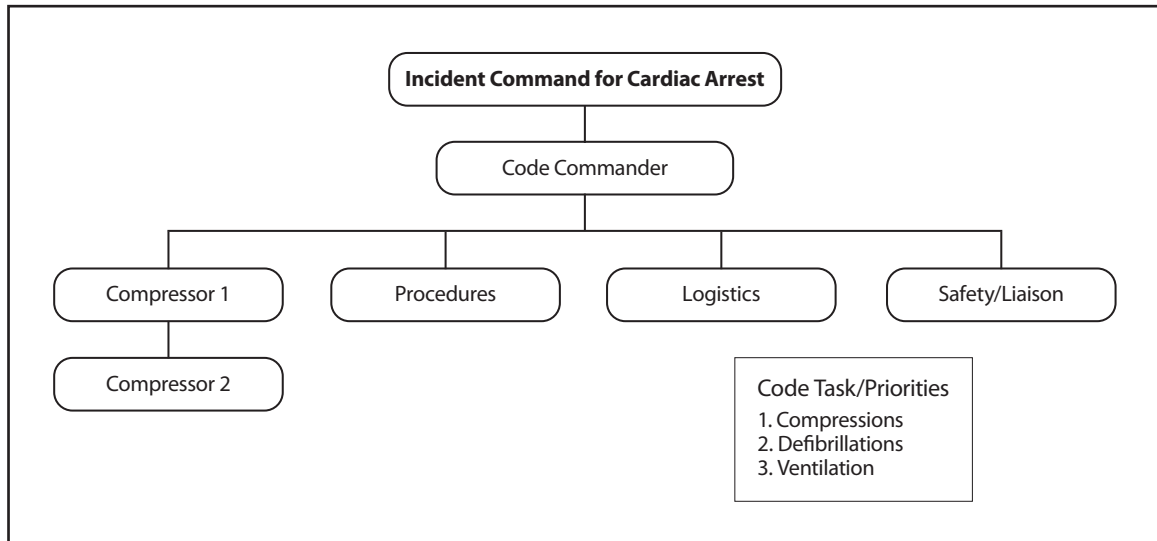 Incident Command for Cardiac Arrest
Code Commander
Compressor 1
Procedures
Logistics
Safety/Liaison
Compressor 2
Code Task/Priorities
1. Compressions
2. Defibrillations
3. Ventilation